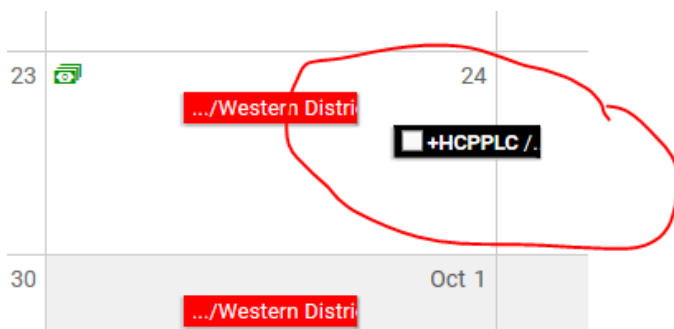 23 24
.../Western Distri
+HCPPLC /.
30 Oct 1
.../Western Distri